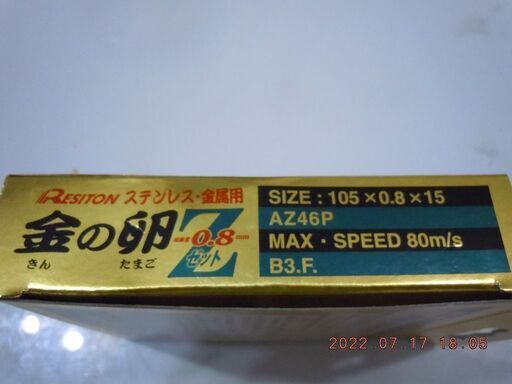 RESITON ステンレス・金属用
金の卵
きん たまご
Z
0.8mm
セット
SIZE : 105×0.8×15
AZ46P
MAX・SPEED 80m/s
B3.F.
2022.07.17 18:05